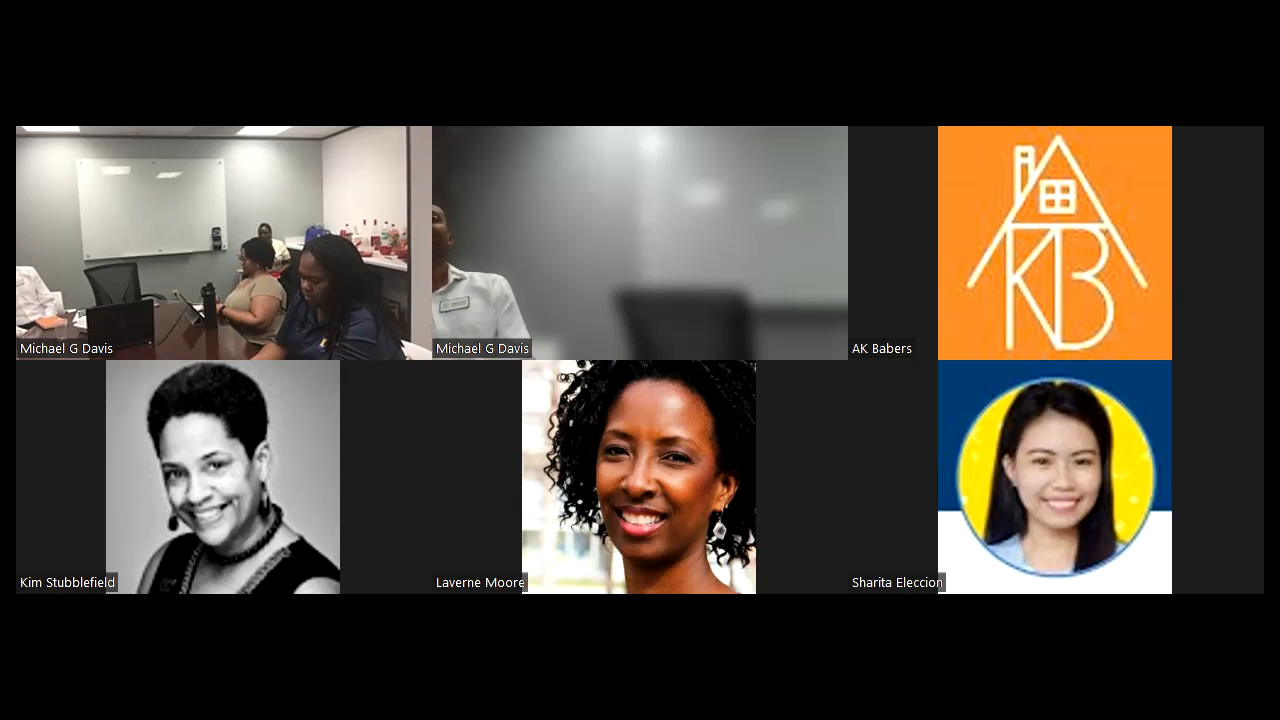 Michael G Davis
Michael G Davis
AK Babers
KB
Kim Stubblefield
Laverne Moore
Sharita Eleccion